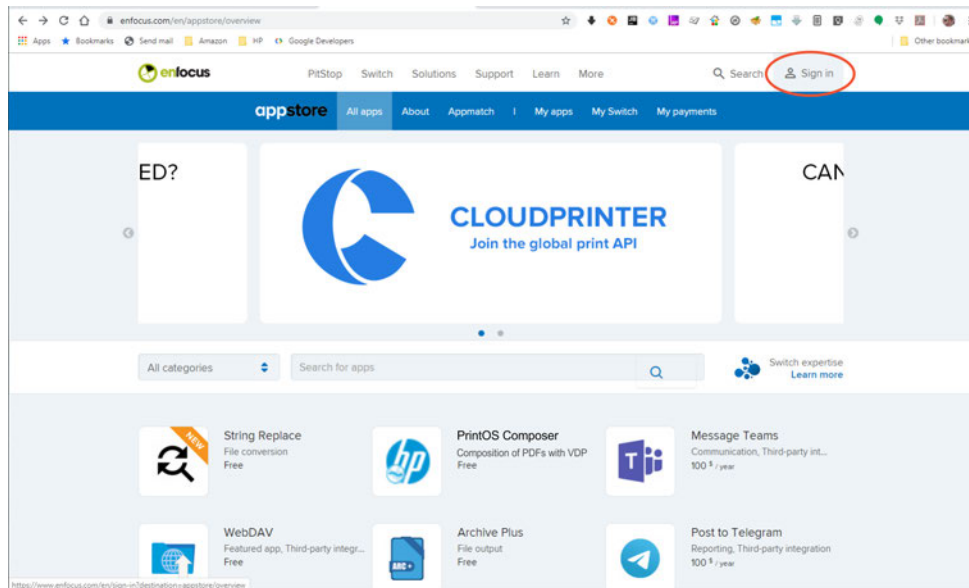 enfocus.com/en/appstore/overview
Apps Bookmarks Send mail Amazon HP Google Developers Other bookmark
enfocus PitStop Switch Solutions Support Learn More Search Sign in
appstore All apps About Appmatch | My apps My Switch My payments
ED?
CLOUDPRINTER
Join the global print API
CAN
All categories Search for apps
Switch expertise
Learn more
NEW
String Replace
File conversion
Free
hp
PrintOS Composer
Composition of PDFs with VDP
Free
T
Message Teams
Communication, Third-party int...
100 $ / year
WebDAV
Featured app, Third-party integr...
Free
ARC+
Archive Plus
File output
Free
Post to Telegram
Reporting, Third-party integration
100 $ / year
https://www.enfocus.com/en/sign-in?destination=appstore/overview